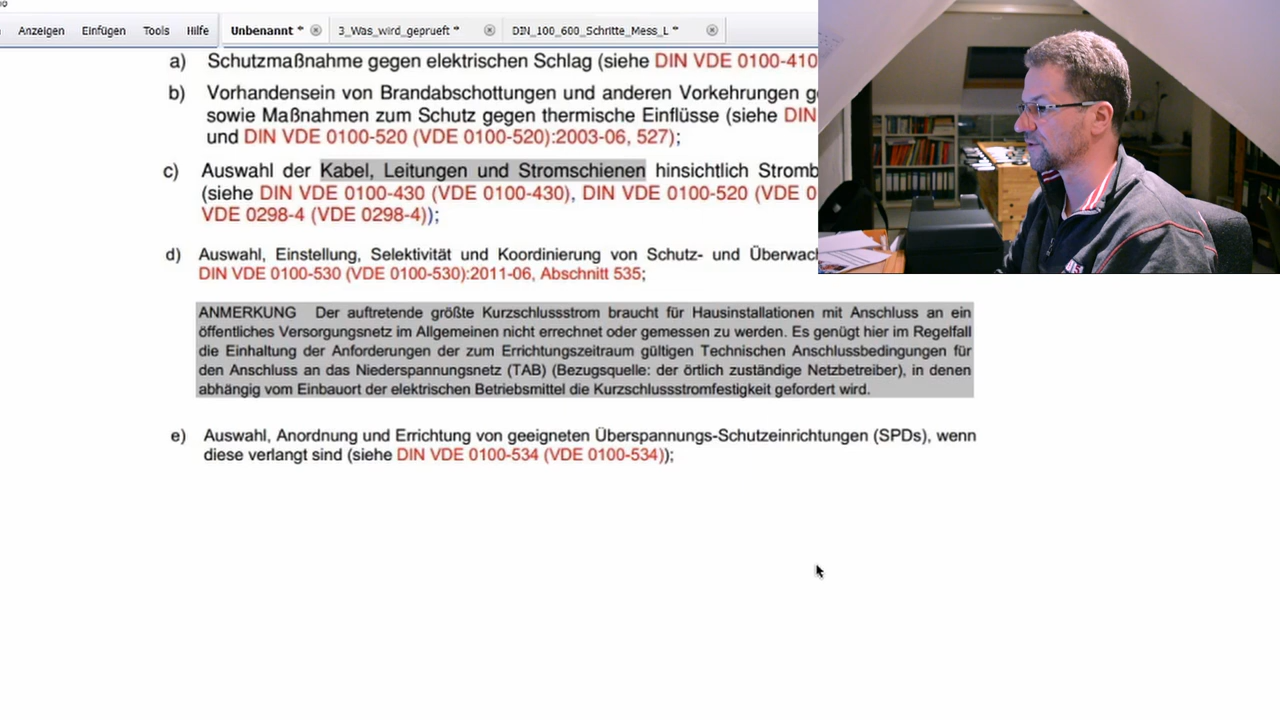 Anzeigen Einfügen Tools Hilfe Unbenannt * 3_Was_wird_geprueft * DIN_100_600_Schritte_Mess_L *
a) Schutzmaßnahme gegen elektrischen Schlag (siehe DIN VDE 0100-410
b) Vorhandensein von Brandabschottungen und anderen Vorkehrungen
sowie Maßnahmen zum Schutz gegen thermische Einflüsse (siehe DIN
und DIN VDE 0100-520 (VDE 0100-520):2003-06, 527);
c) Auswahl der Kabel, Leitungen und Stromschienen hinsichtlich
(siehe DIN VDE 0100-430 (VDE 0100-430), DIN VDE 0100-520 (VDE
VDE 0298-4 (VDE 0298-4));
d) Auswahl, Einstellung, Selektivität und Koordinierung von Schutz- und
DIN VDE 0100-530 (VDE 0100-530):2011-06, Abschnitt 535;
ANMERKUNG Der auftretende größte Kurzschlussstrom braucht für Hausinstallationen mit Anschluss an ein
öffentliches Versorgungsnetz im Allgemeinen nicht errechnet oder gemessen zu werden. Es genügt hier im Regelfall
die Einhaltung der Anforderungen der zum Errichtungszeitraum gültigen Technischen Anschlussbedingungen für
den Anschluss an das Niederspannungsnetz (TAB) (Bezugsquelle: der örtlich zuständige Netzbetreiber), in denen
abhängig vom Einbauort der elektrischen Betriebsmittel die Kurzschlussstromfestigkeit gefordert wird.
e) Auswahl, Anordnung und Errichtung von geeigneten Überspannungs-Schutzeinrichtungen (SPDs), wenn
diese verlangt sind (siehe DIN VDE 0100-534 (VDE 0100-534));